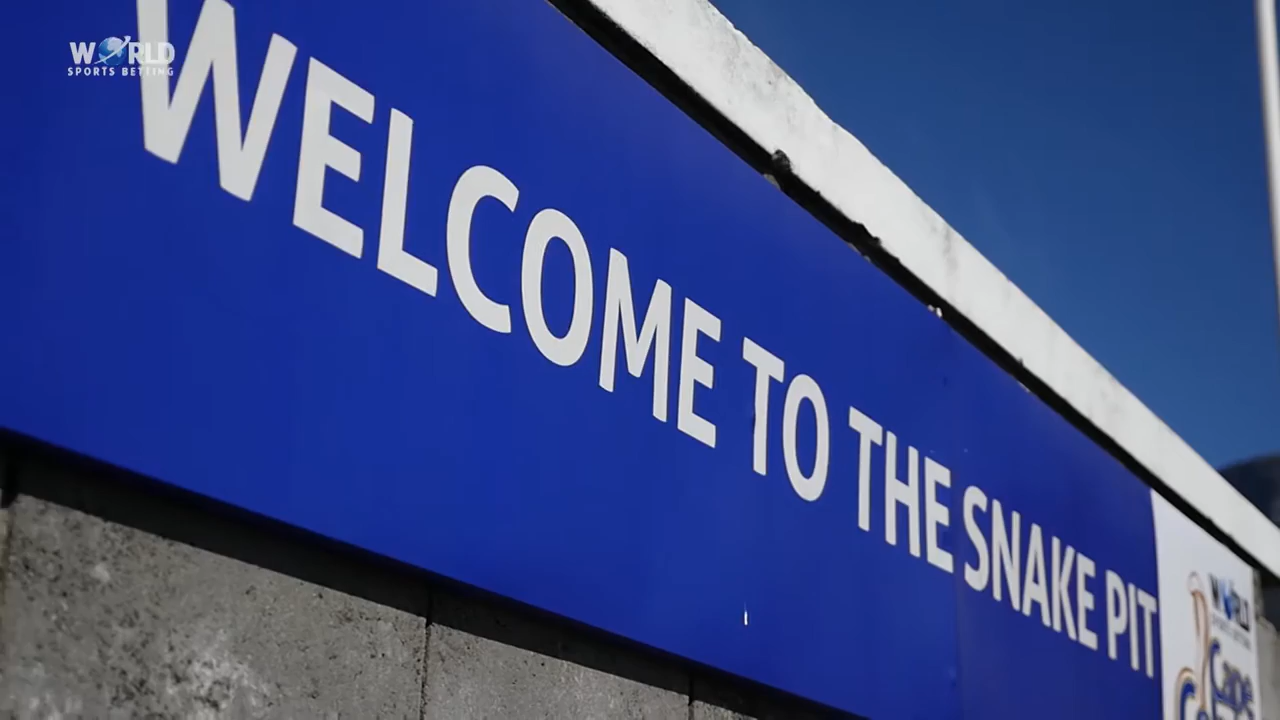 WORLD
SPORTS BETTING
WELCOME TO THE SNAKE PIT
WORLD
Cape